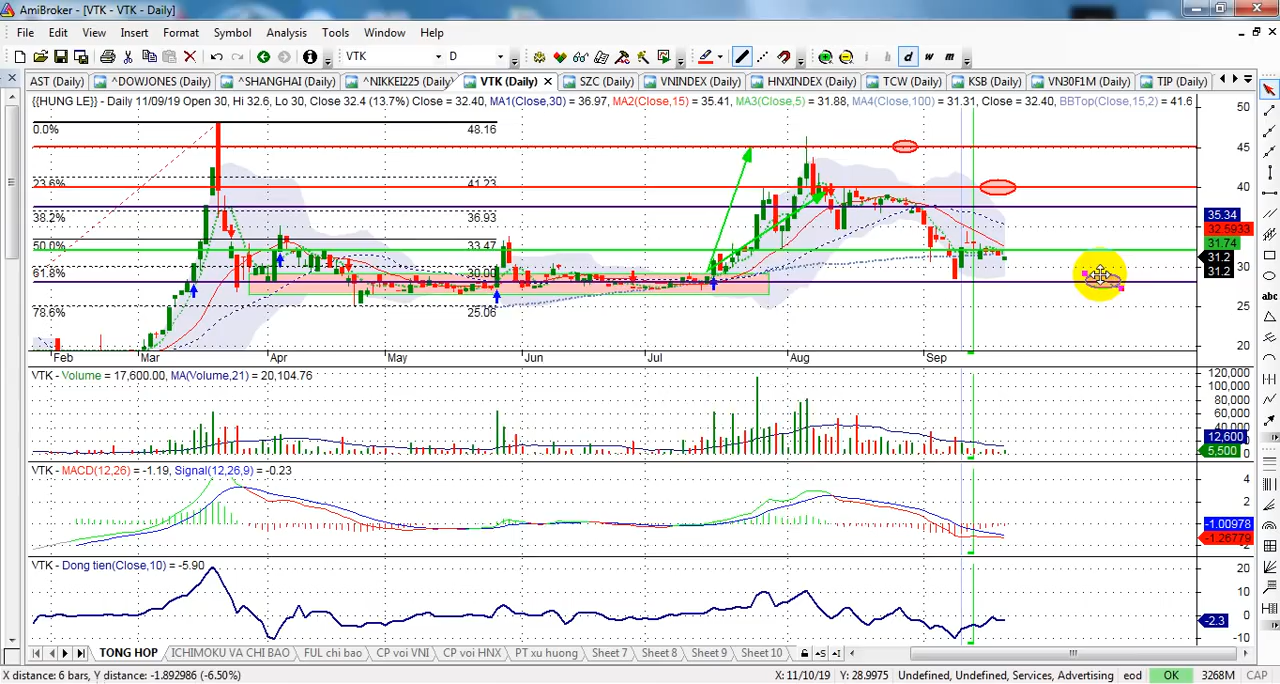 AmiBroker - [VTK - VTK - Daily]
File Edit View Insert Format Symbol Analysis Tools Window Help
VTK D i h d w m
AST (Daily) ^DOWJONES (Daily) ^SHANGHAI (Daily) ^NIKKEI225 (Daily) VTK (Daily) SZC (Daily) VNINDEX (Daily) HNXINDEX (Daily) TCW (Daily) KSB (Daily) VN30F1M (Daily) TIP (Daily)
{{HUNG LE}} - Daily 11/09/19 Open 30, Hi 32.6, Lo 30, Close 32.4 (13.7%) Close = 32.40, MA1(Close,30) = 36.97, MA2(Close,15) = 35.41, MA3(Close,5) = 31.88, MA4(Close,100) = 31.31, Close = 32.40, BBTop(Close,15,2) = 41.6
50
0.0% 48.16
45
23.6% 41.23 40
38.2% 36.93
35.34
32.5933
50.0% 33.47
31.74
31.2
31.2
61.8% 30.00 30
abc
78.6% 25.06 25
20
Feb Mar Apr May Jun Jul Aug Sep
VTK - Volume = 17,600.00, MA(Volume,21) = 20,104.76
120,000
100,000
80,000
60,000
40,000
12,600
5,500
VTK - MACD(12,26) = -1.19, Signal(12,26,9) = -0.23
4
2
-1.00978
-1.26779
-2
VTK - Dong tien(Close,10) = -5.90
20
10
0
-2.3
-10
TONG HOP ICHIMOKU VA CHI BAO FUL chi bao CP voi VNI CP voi HNX PT xu huong Sheet 7 Sheet 8 Sheet 9 Sheet 10
X distance: 6 bars, Y distance: -1.892986 (-6.50%) X: 11/10/19 Y: 28.9975 Undefined, Undefined, Services, Advertising eod OK 3268M CAP